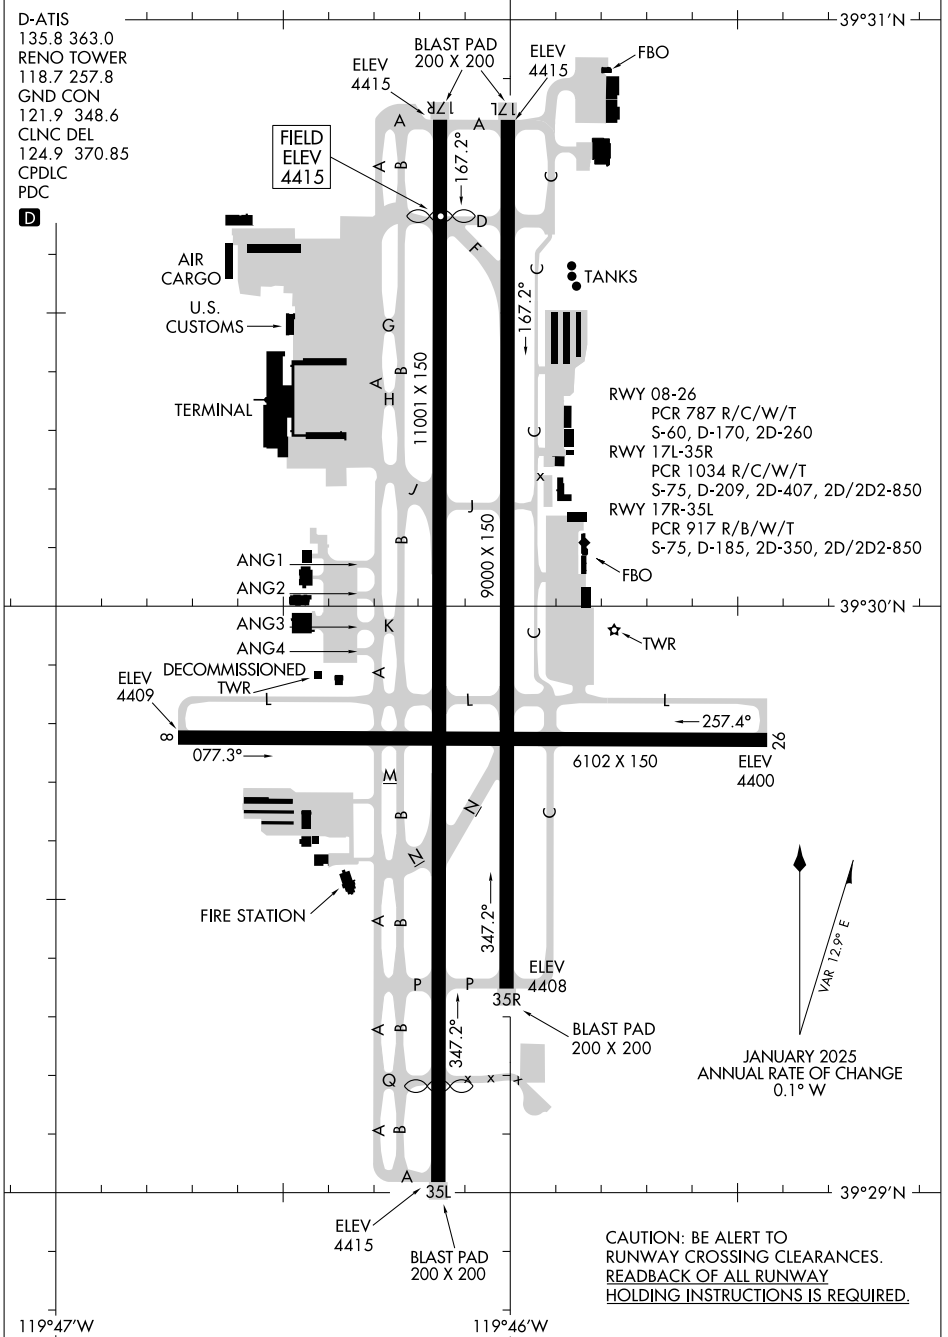 D-ATIS
135.8 363.0
RENO TOWER
118.7 257.8
GND CON
121.9 348.6
CLNC DEL
124.9 370.85
CPDLC
PDC
D
39°31'N
BLAST PAD
200 X 200
ELEV
4415
ELEV
4415
FBO
17R
17L
A
A
FIELD
ELEV
4415
167.2°
A
B
C
D
F
AIR
CARGO
C
TANKS
U.S.
CUSTOMS
G
167.2°
11001 X 150
A
B
H
TERMINAL
RWY 08-26
PCR 787 R/C/W/T
S-60, D-170, 2D-260
RWY 17L-35R
PCR 1034 R/C/W/T
S-75, D-209, 2D-407, 2D/2D2-850
RWY 17R-35L
PCR 917 R/B/W/T
S-75, D-185, 2D-350, 2D/2D2-850
C
x
J
J
9000 X 150
B
ANG1
ANG2
ANG3
ANG4
FBO
39°30'N
K
C
TWR
DECOMMISSIONED
TWR
A
ELEV
4409
L
L
L
257.4°
8
26
077.3°
6102 X 150
ELEV
4400
M
B
N
N
C
FIRE STATION
A
B
347.2°
VAR 12.9° E
P
P
ELEV
4408
35R
BLAST PAD
200 X 200
A
B
347.2°
JANUARY 2025
ANNUAL RATE OF CHANGE
0.1° W
Q
x x x
A
B
A
35L
39°29'N
ELEV
4415
BLAST PAD
200 X 200
CAUTION: BE ALERT TO
RUNWAY CROSSING CLEARANCES.
READBACK OF ALL RUNWAY
HOLDING INSTRUCTIONS IS REQUIRED.
119°47'W
119°46'W